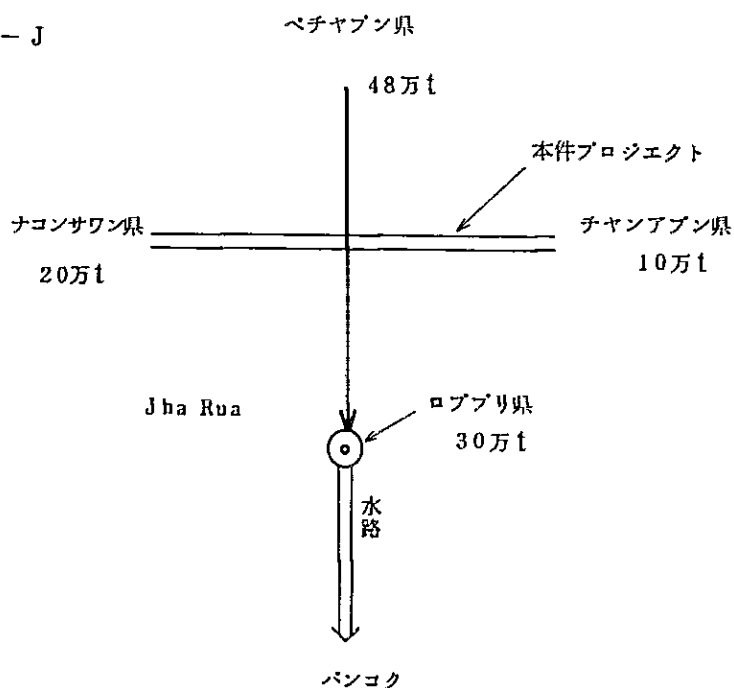 －J
ペチャブン県
48万t
本件プロジェクト
ナコンサワン県
チャンアブン県
20万t
10万t
Jha Rua
ロブブリ県
30万t
水路
バンコク